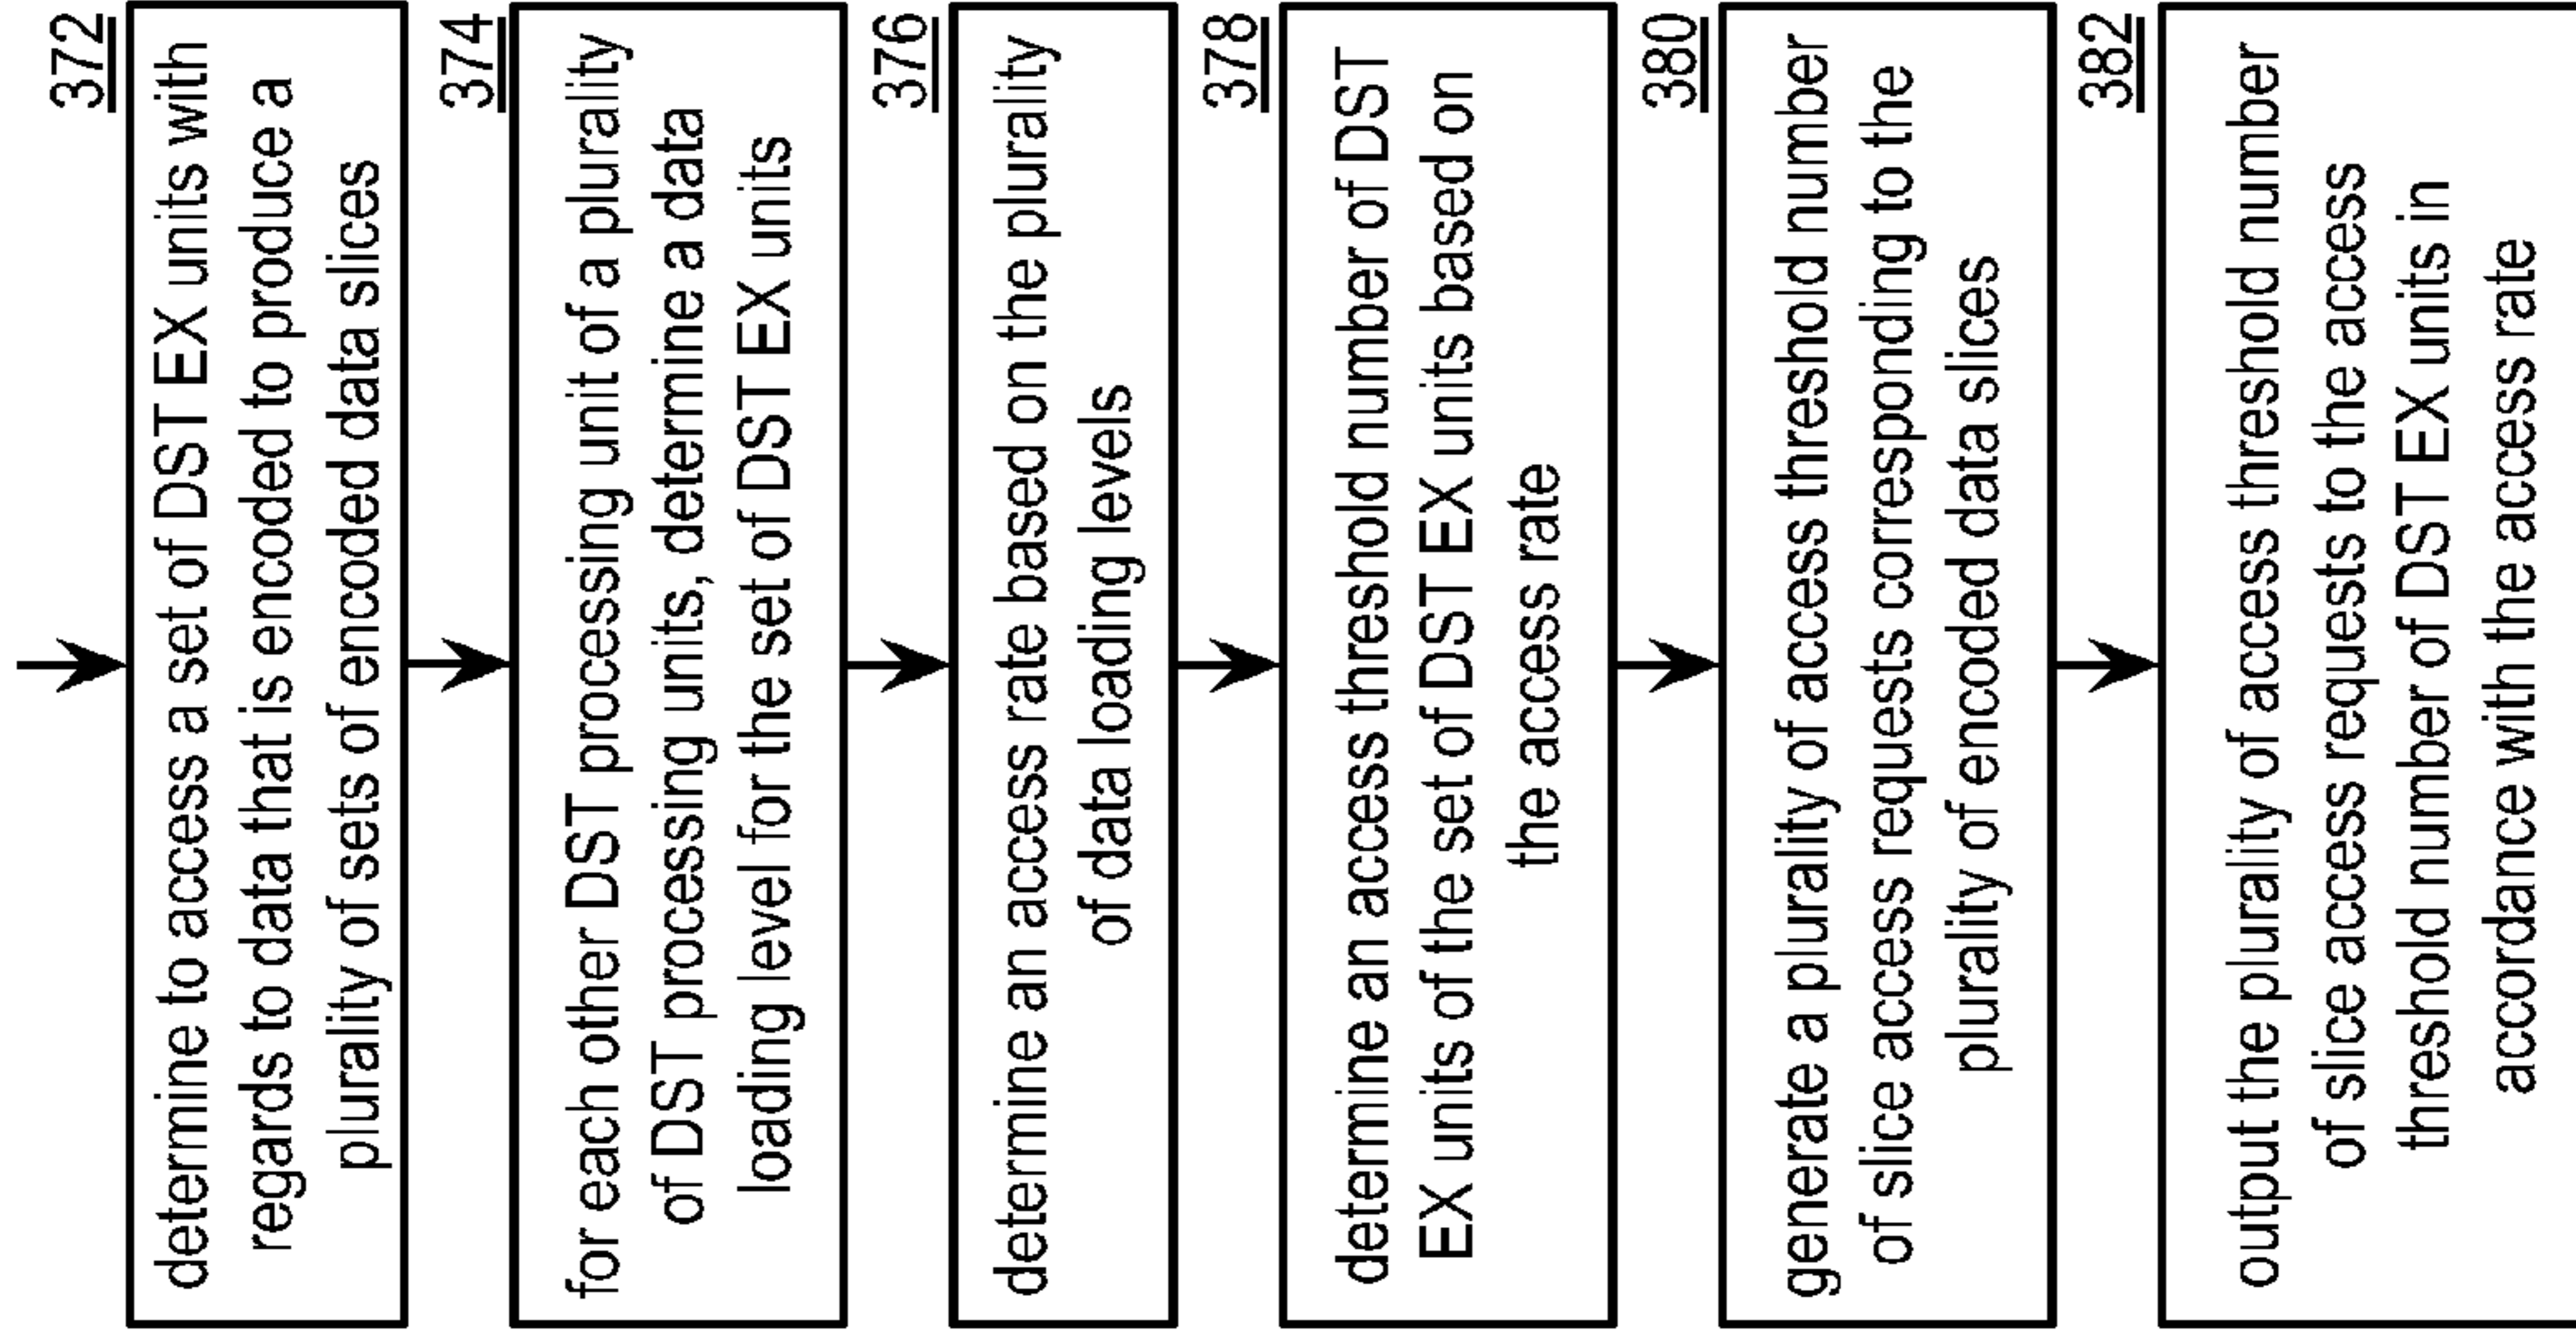 372
determine to access a set of DST EX units with
regards to data that is encoded to produce a
plurality of sets of encoded data slices
374
for each other DST processing unit of a plurality
of DST processing units, determine a data
loading level for the set of DST EX units
376
determine an access rate based on the plurality
of data loading levels
378
determine an access threshold number of DST
EX units of the set of DST EX units based on
the access rate
380
generate a plurality of access threshold number
of slice access requests corresponding to the
plurality of encoded data slices
382
output the plurality of access threshold number
of slice access requests to the access
threshold number of DST EX units in
accordance with the access rate